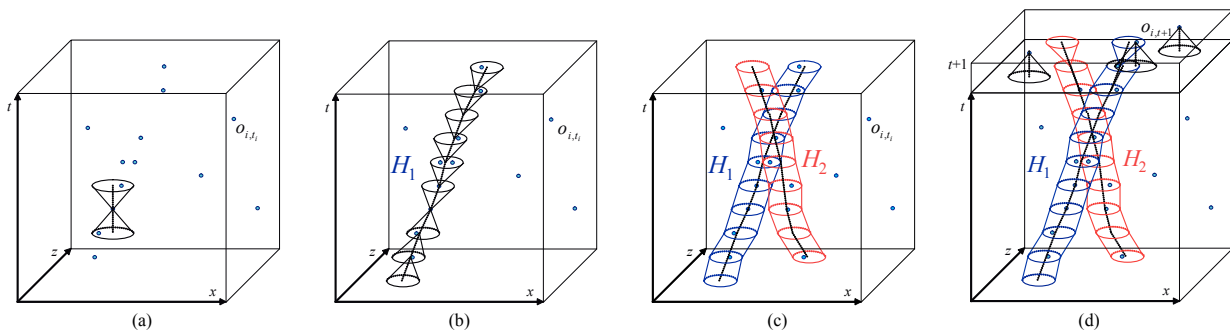 t
o_{i,t_i}
z
x
(a)
t
H_1
o_{i,t_i}
z
x
(b)
t
H_1
H_2
o_{i,t_i}
z
x
(c)
o_{i,t+1}
t+1
t
H_1
H_2
z
x
(d)